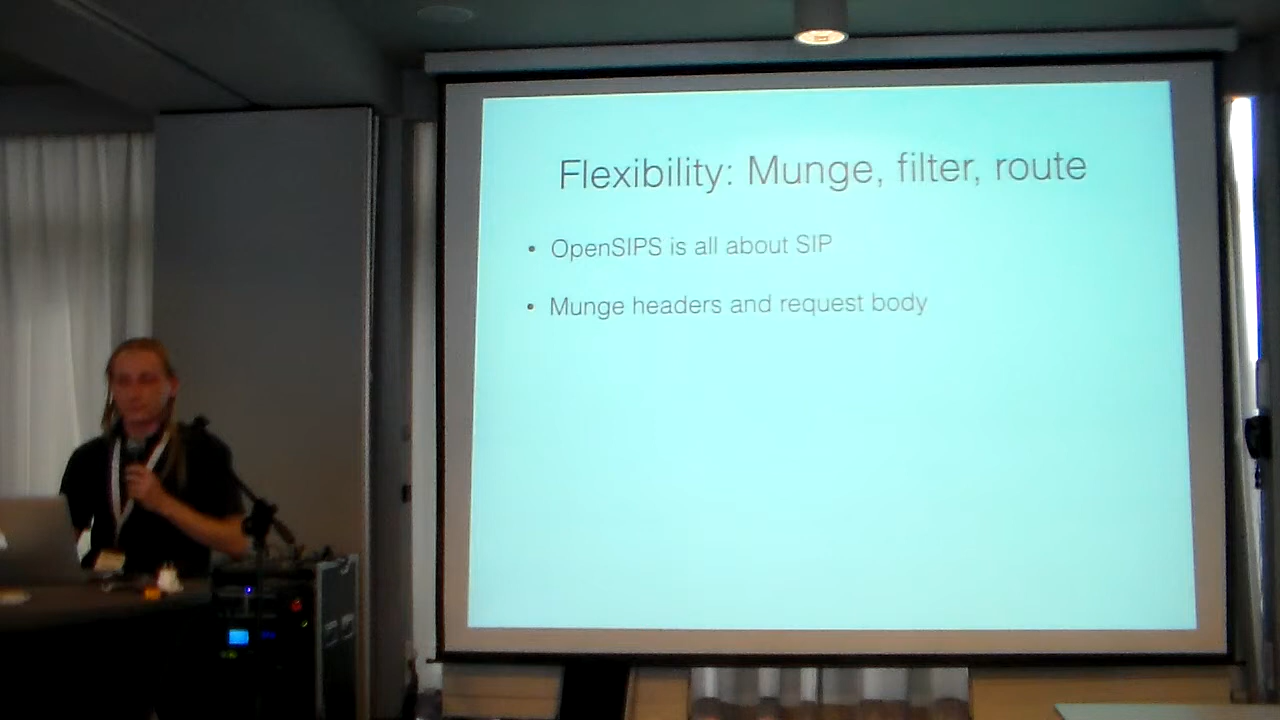 Flexibility: Munge, filter, route
• OpenSIPS is all about SIP
• Munge headers and request body